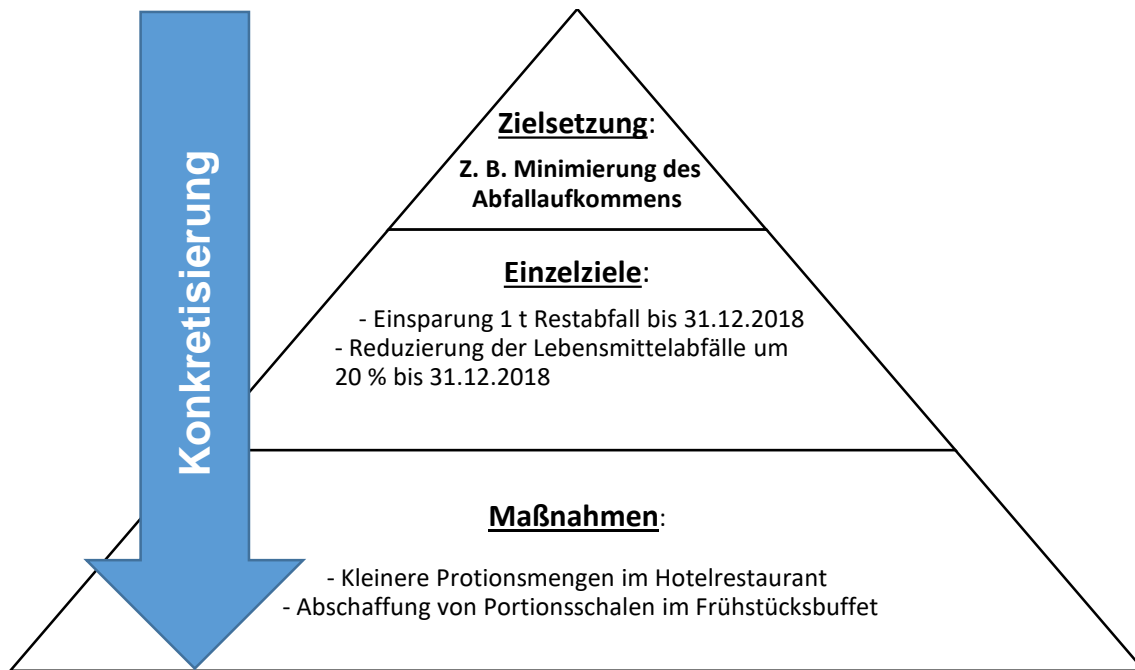 Konkretisierung
Zielsetzung:
Z. B. Minimierung des
Abfallaufkommens
Einzelziele:
- Einsparung 1 t Restabfall bis 31.12.2018
- Reduzierung der Lebensmittelabfälle um
20 % bis 31.12.2018
Maßnahmen:
- Kleinere Protionsmengen im Hotelrestaurant
- Abschaffung von Portionsschalen im Frühstücksbuffet